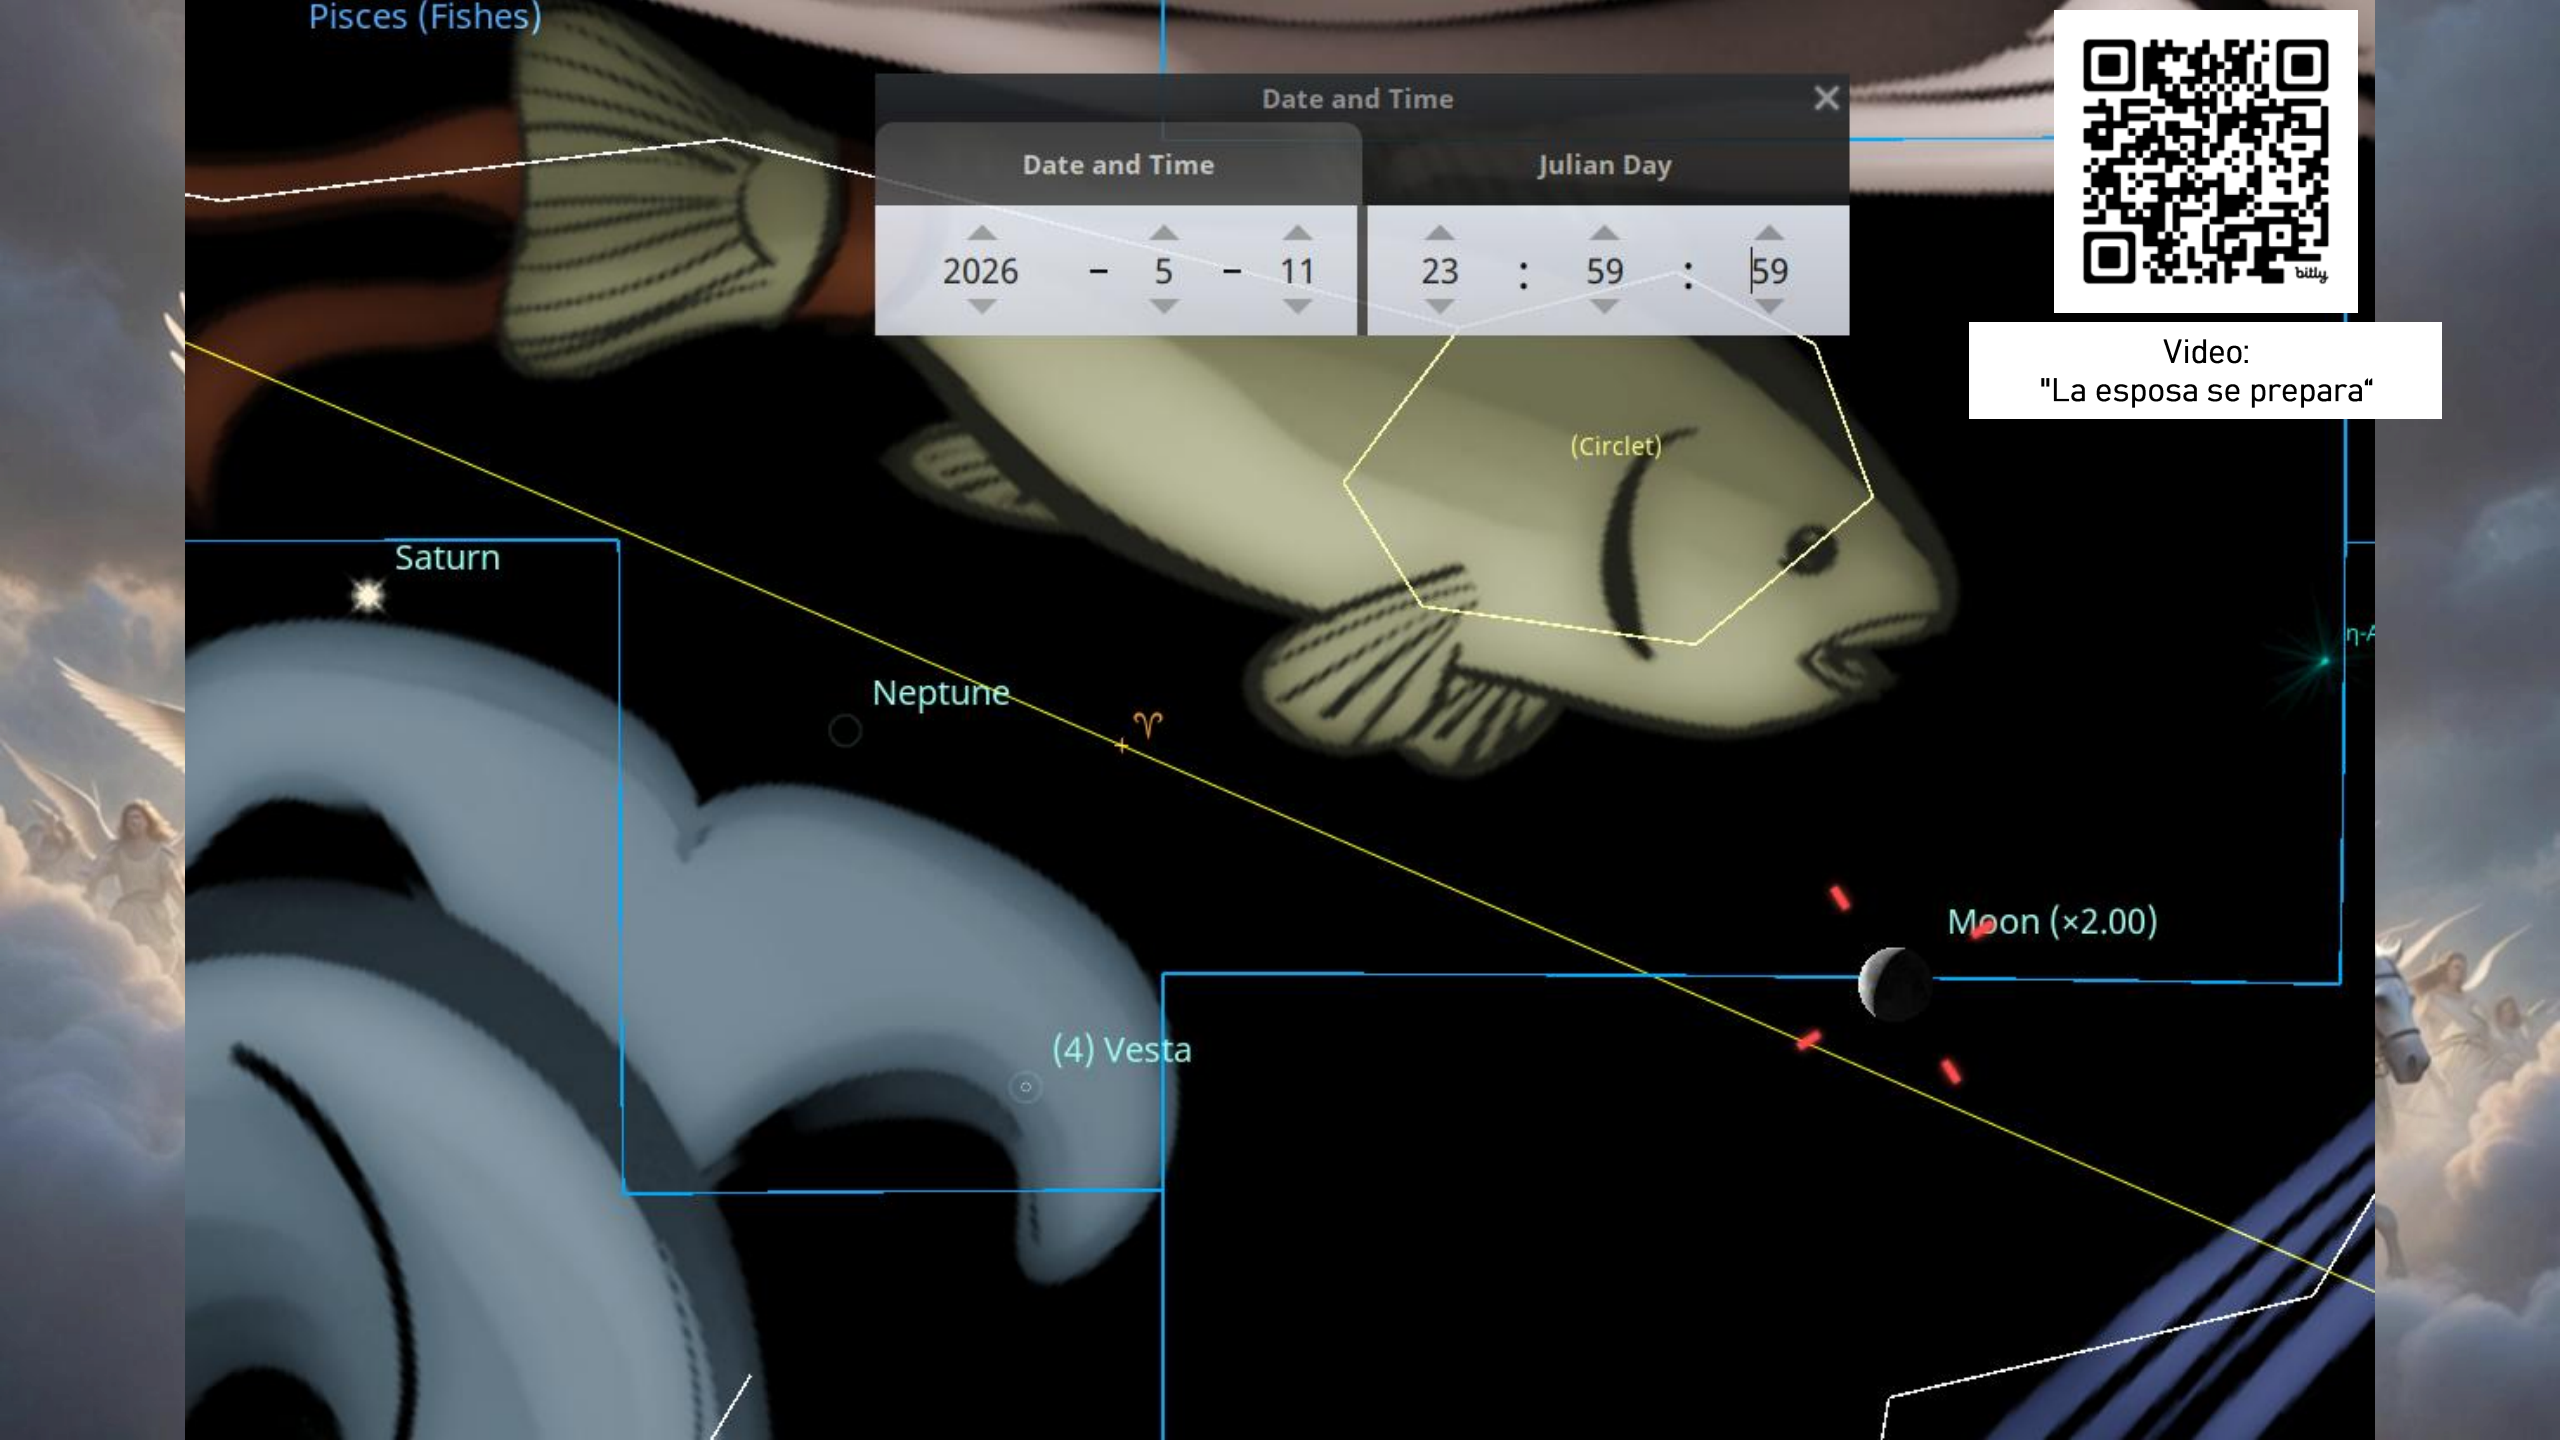 Pisces (Fishes)
Date and Time
Date and Time
Julian Day
2026 - 5 - 11 23 : 59 : 59
bitly
Video:
"La esposa se prepara“
(Circlet)
Saturn
η-A
Neptune
♈
Moon (×2.00)
(4) Vesta